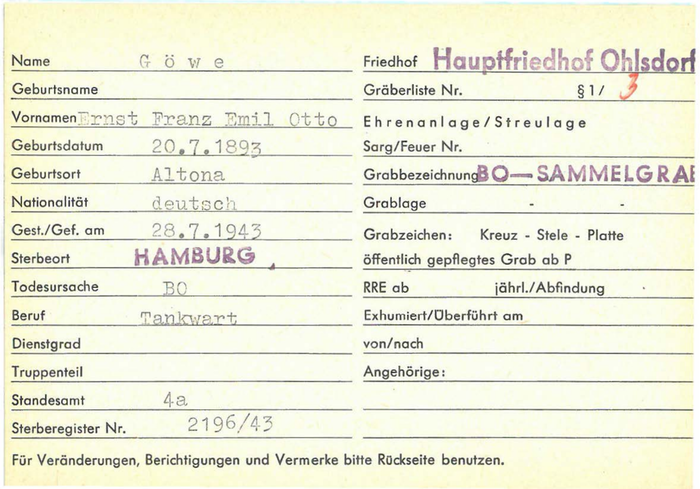 Name Göwe
Geburtsname
Vornamen Ernst Franz Emil Otto
Geburtsdatum 20.7.1893
Geburtsort Altona
Nationalität deutsch
Gest./Gef. am 28.7.1943
Sterbeort HAMBURG
Todesursache BO
Beruf Tankwart
Dienstgrad
Truppenteil
Standesamt 4a
Sterberegister Nr. 2196/43
Friedhof Hauptfriedhof Ohlsdorf
Gräberliste Nr. §1/ 3
Ehrenanlage/Streulage
Sarg/Feuer Nr.
Grabbezeichnung BO—SAMMELGRAB
Grablage - -
Grabzeichen: Kreuz - Stele - Platte
öffentlich gepflegtes Grab ab P
RRE ab jährl./Abfindung
Exhumiert/Überführt am
von/nach
Angehörige:
Für Veränderungen, Berichtigungen und Vermerke bitte Rückseite benutzen.